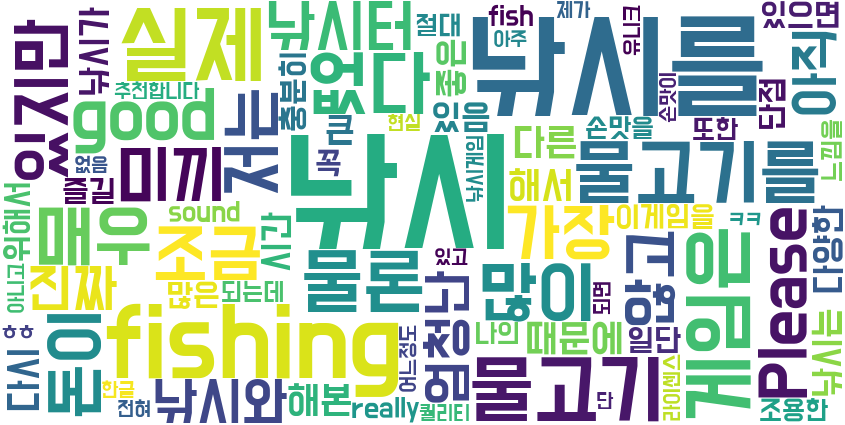 있지만
낚시가
실제
추천합니다
good
없음
즐길
미끼
저는
낚시터
충분히
없다
큰
꼭
현실
절대
좋은
있
fish
아주
믕
낚시를
제가
유니크
손맛이
있으면
단점
아직
또한
손맛을
느낌을
낚시게임
낚시
다른
해서
물고기를
위해서
매우
sound
조금
시간
가장
이게임을
ㅋㅋ
다양한
아니고
진짜
많은
되는데
물론
있고
많이
되면
않고
게임은
Please
엄청난
나인
때문에
일단
낚시는
ㅎㅎ
다시
돈이
fishing
어느정도
한글
전혀
낚시와
해본
really
퀄리티
물고기
단
라이센스
조용한